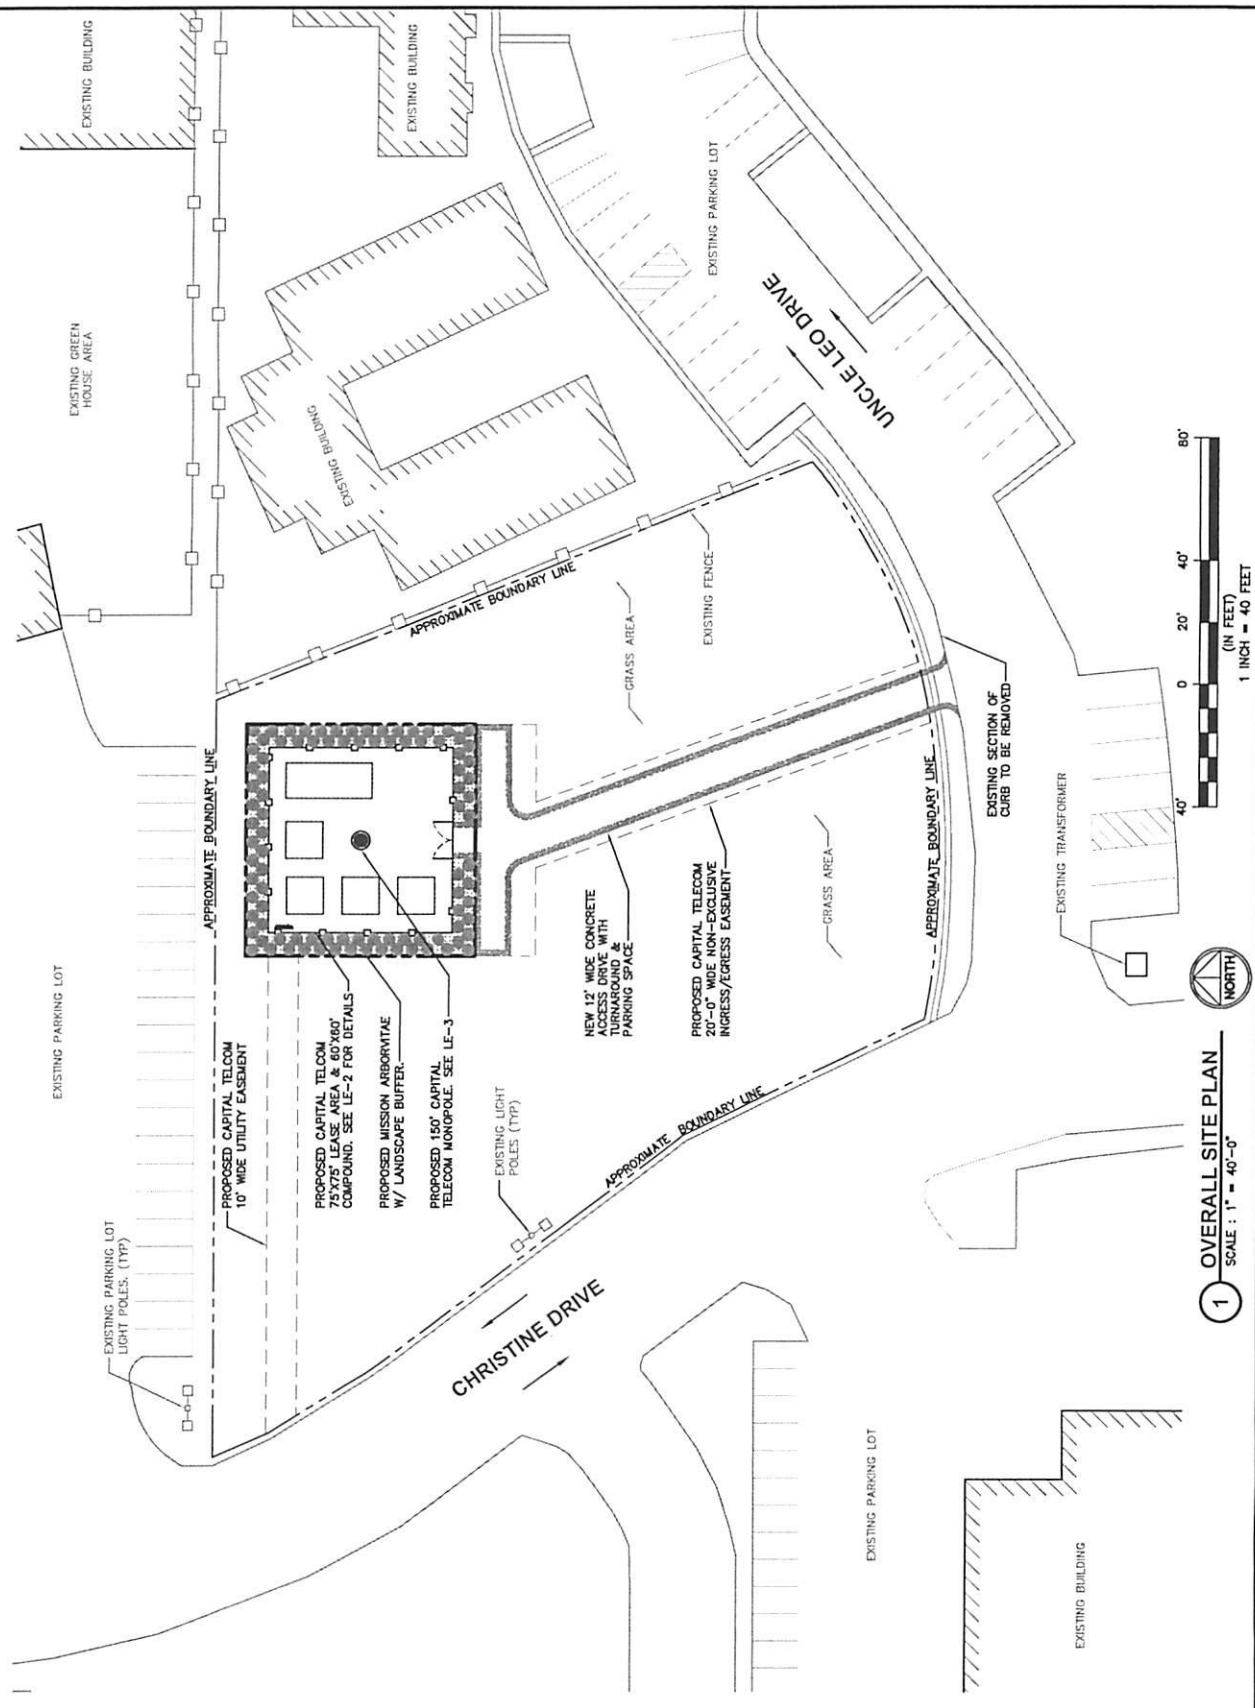 EXISTING PARKING LOT
EXISTING GREEN
HOUSE AREA
EXISTING BUILDING
EXISTING PARKING LOT
LIGHT POLES. (TYP)
APPROXIMATE BOUNDARY LINE
PROPOSED CAPITAL TELCOM
10' WIDE UTILITY EASEMENT
PROPOSED CAPITAL TELCOM
75'X75' LEASE AREA & 60'X60'
COMPOUND. SEE LE-2 FOR DETAILS
PROPOSED MISSION ARBORVITAE
W/ LANDSCAPE BUFFER.
PROPOSED 150' CAPITAL
TELECOM MONOPOLE. SEE LE-3
EXISTING BUILDING
EXISTING BUILDING
EXISTING LIGHT
POLES (TYP)
APPROXIMATE BOUNDARY LINE
CHRISTINE DRIVE
NEW 12' WIDE CONCRETE
ACCESS DRIVE WITH
TURNAROUND &
PARKING SPACE
GRASS AREA
APPROXIMATE BOUNDARY LINE
EXISTING FENCE
EXISTING PARKING LOT
PROPOSED CAPITAL TELECOM
20'-0" WIDE NON-EXCLUSIVE
INGRESS/EGRESS EASEMENT
UNCLE LEO DRIVE
GRASS AREA
EXISTING PARKING LOT
APPROXIMATE BOUNDARY LINE
EXISTING SECTION OF
CURB TO BE REMOVED
EXISTING TRANSFORMER
EXISTING BUILDING
40' 0 20' 40' 80'
(IN FEET)
1 INCH = 40 FEET
1 OVERALL SITE PLAN
SCALE : 1" = 40'-0"
NORTH